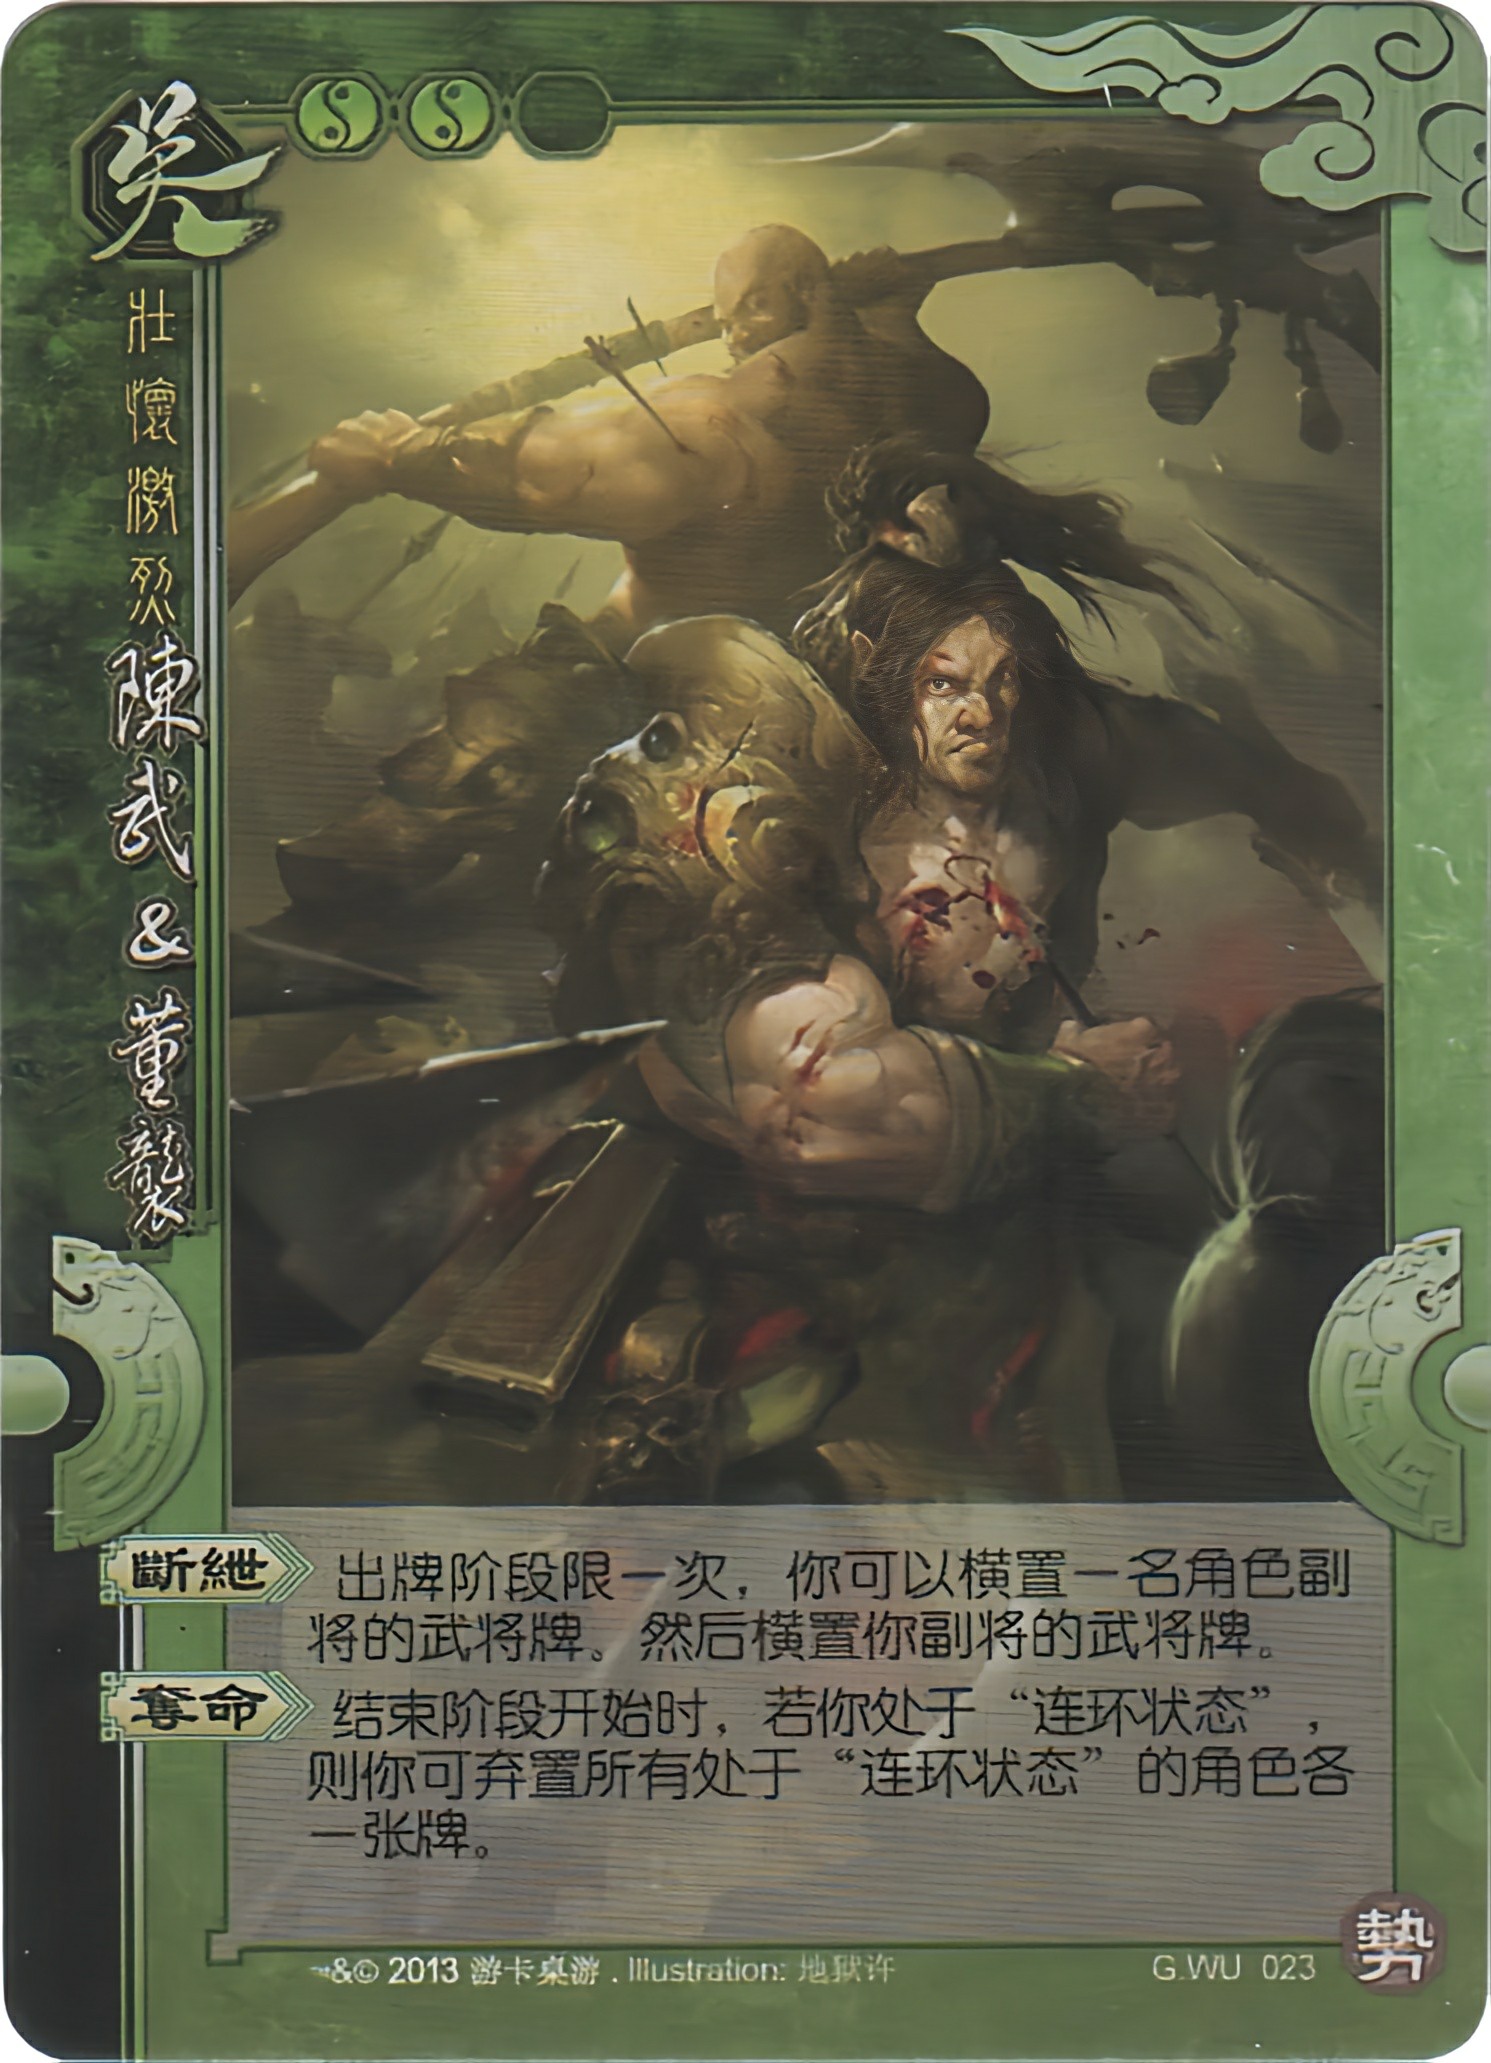 吴
壮懷激烈
陳武&董襲
斷紲 出牌阶段限一次，你可以横置一名角色副
将的武将牌。然后横置你副将的武将牌。
奪命 结束阶段开始时，若你处于“连环状态”，
则你可弃置所有处于“连环状态”的角色各
一张牌。
&© 2013 游卡桌游 . Illustration: 地狱许
G.WU 023
勢